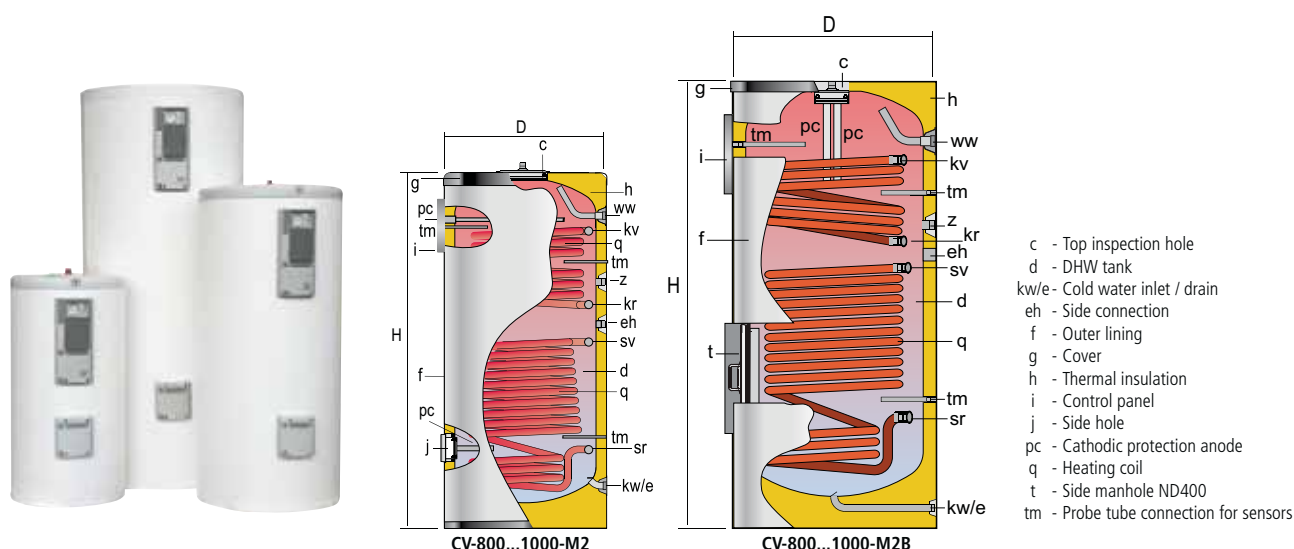 D
c
g
h
pc
ww
tm
kv
q
i
tm
z
kr
eh
H
sv
f
d
q
pc
tm
j
sr
kw/e
CV-800...1000-M2
D
c
g
h
pc
pc
tm
ww
i
kv
tm
z
f
kr
eh
sv
H
d
t
q
tm
sr
kw/e
CV-800...1000-M2B
c - Top inspection hole
d - DHW tank
kw/e - Cold water inlet / drain
eh - Side connection
f - Outer lining
g - Cover
h - Thermal insulation
i - Control panel
j - Side hole
pc - Cathodic protection anode
q - Heating coil
t - Side manhole ND400
tm - Probe tube connection for sensors